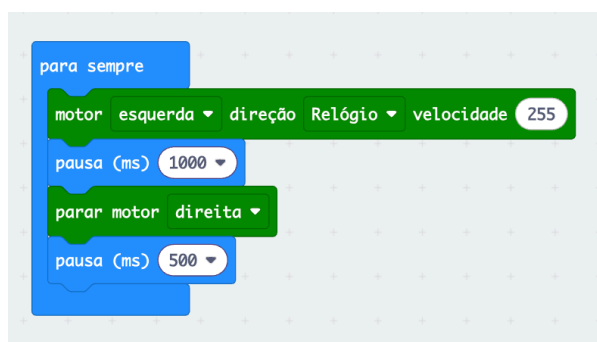 para sempre
motor esquerda direção Relógio velocidade 255
pausa (ms) 1000
parar motor direita
pausa (ms) 500